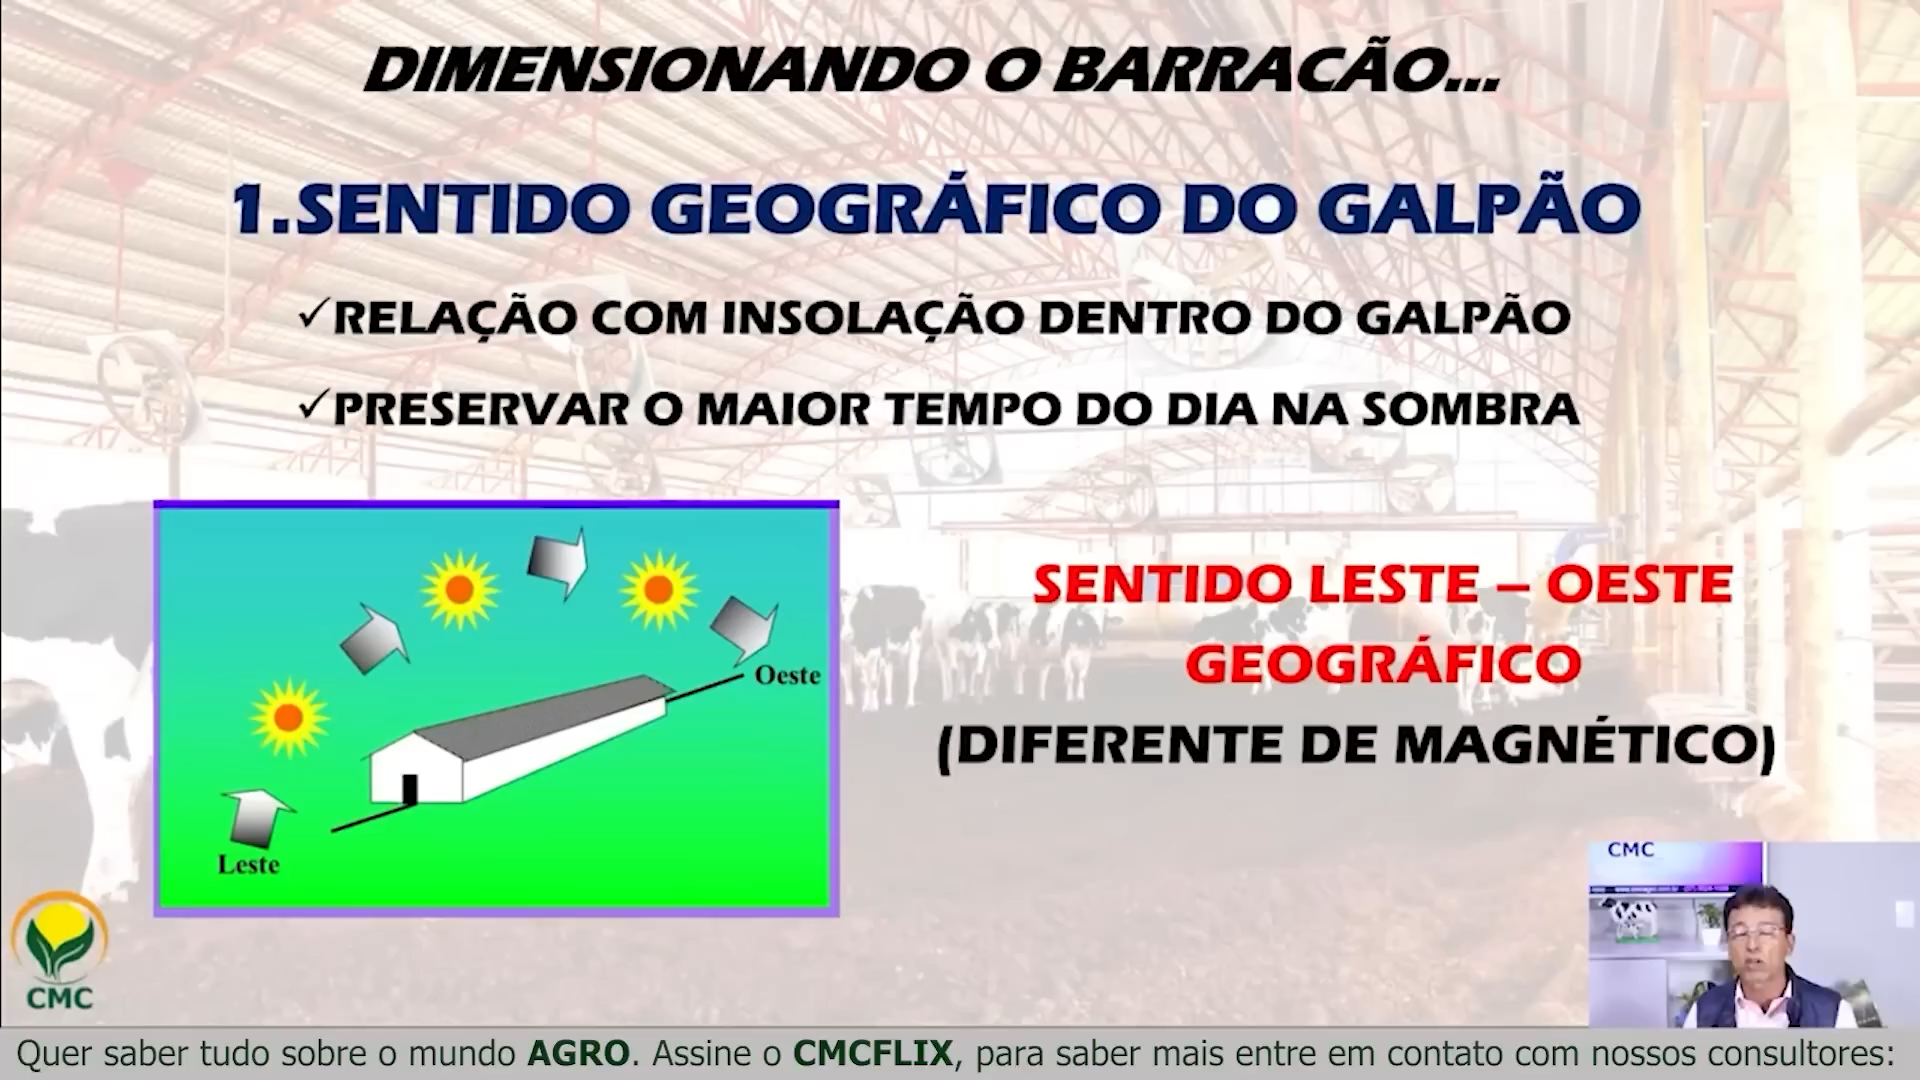 DIMENSIONANDO O BARRACÃO...
1.SENTIDO GEOGRÁFICO DO GALPÃO
✓RELAÇÃO COM INSOLAÇÃO DENTRO DO GALPÃO
✓PRESERVAR O MAIOR TEMPO DO DIA NA SOMBRA
Oeste
Leste
SENTIDO LESTE – OESTE
GEOGRÁFICO
(DIFERENTE DE MAGNÉTICO)
CMC
CMC
Quer saber tudo sobre o mundo AGRO. Assine o CMCFLIX, para saber mais entre em contato com nossos consultores: